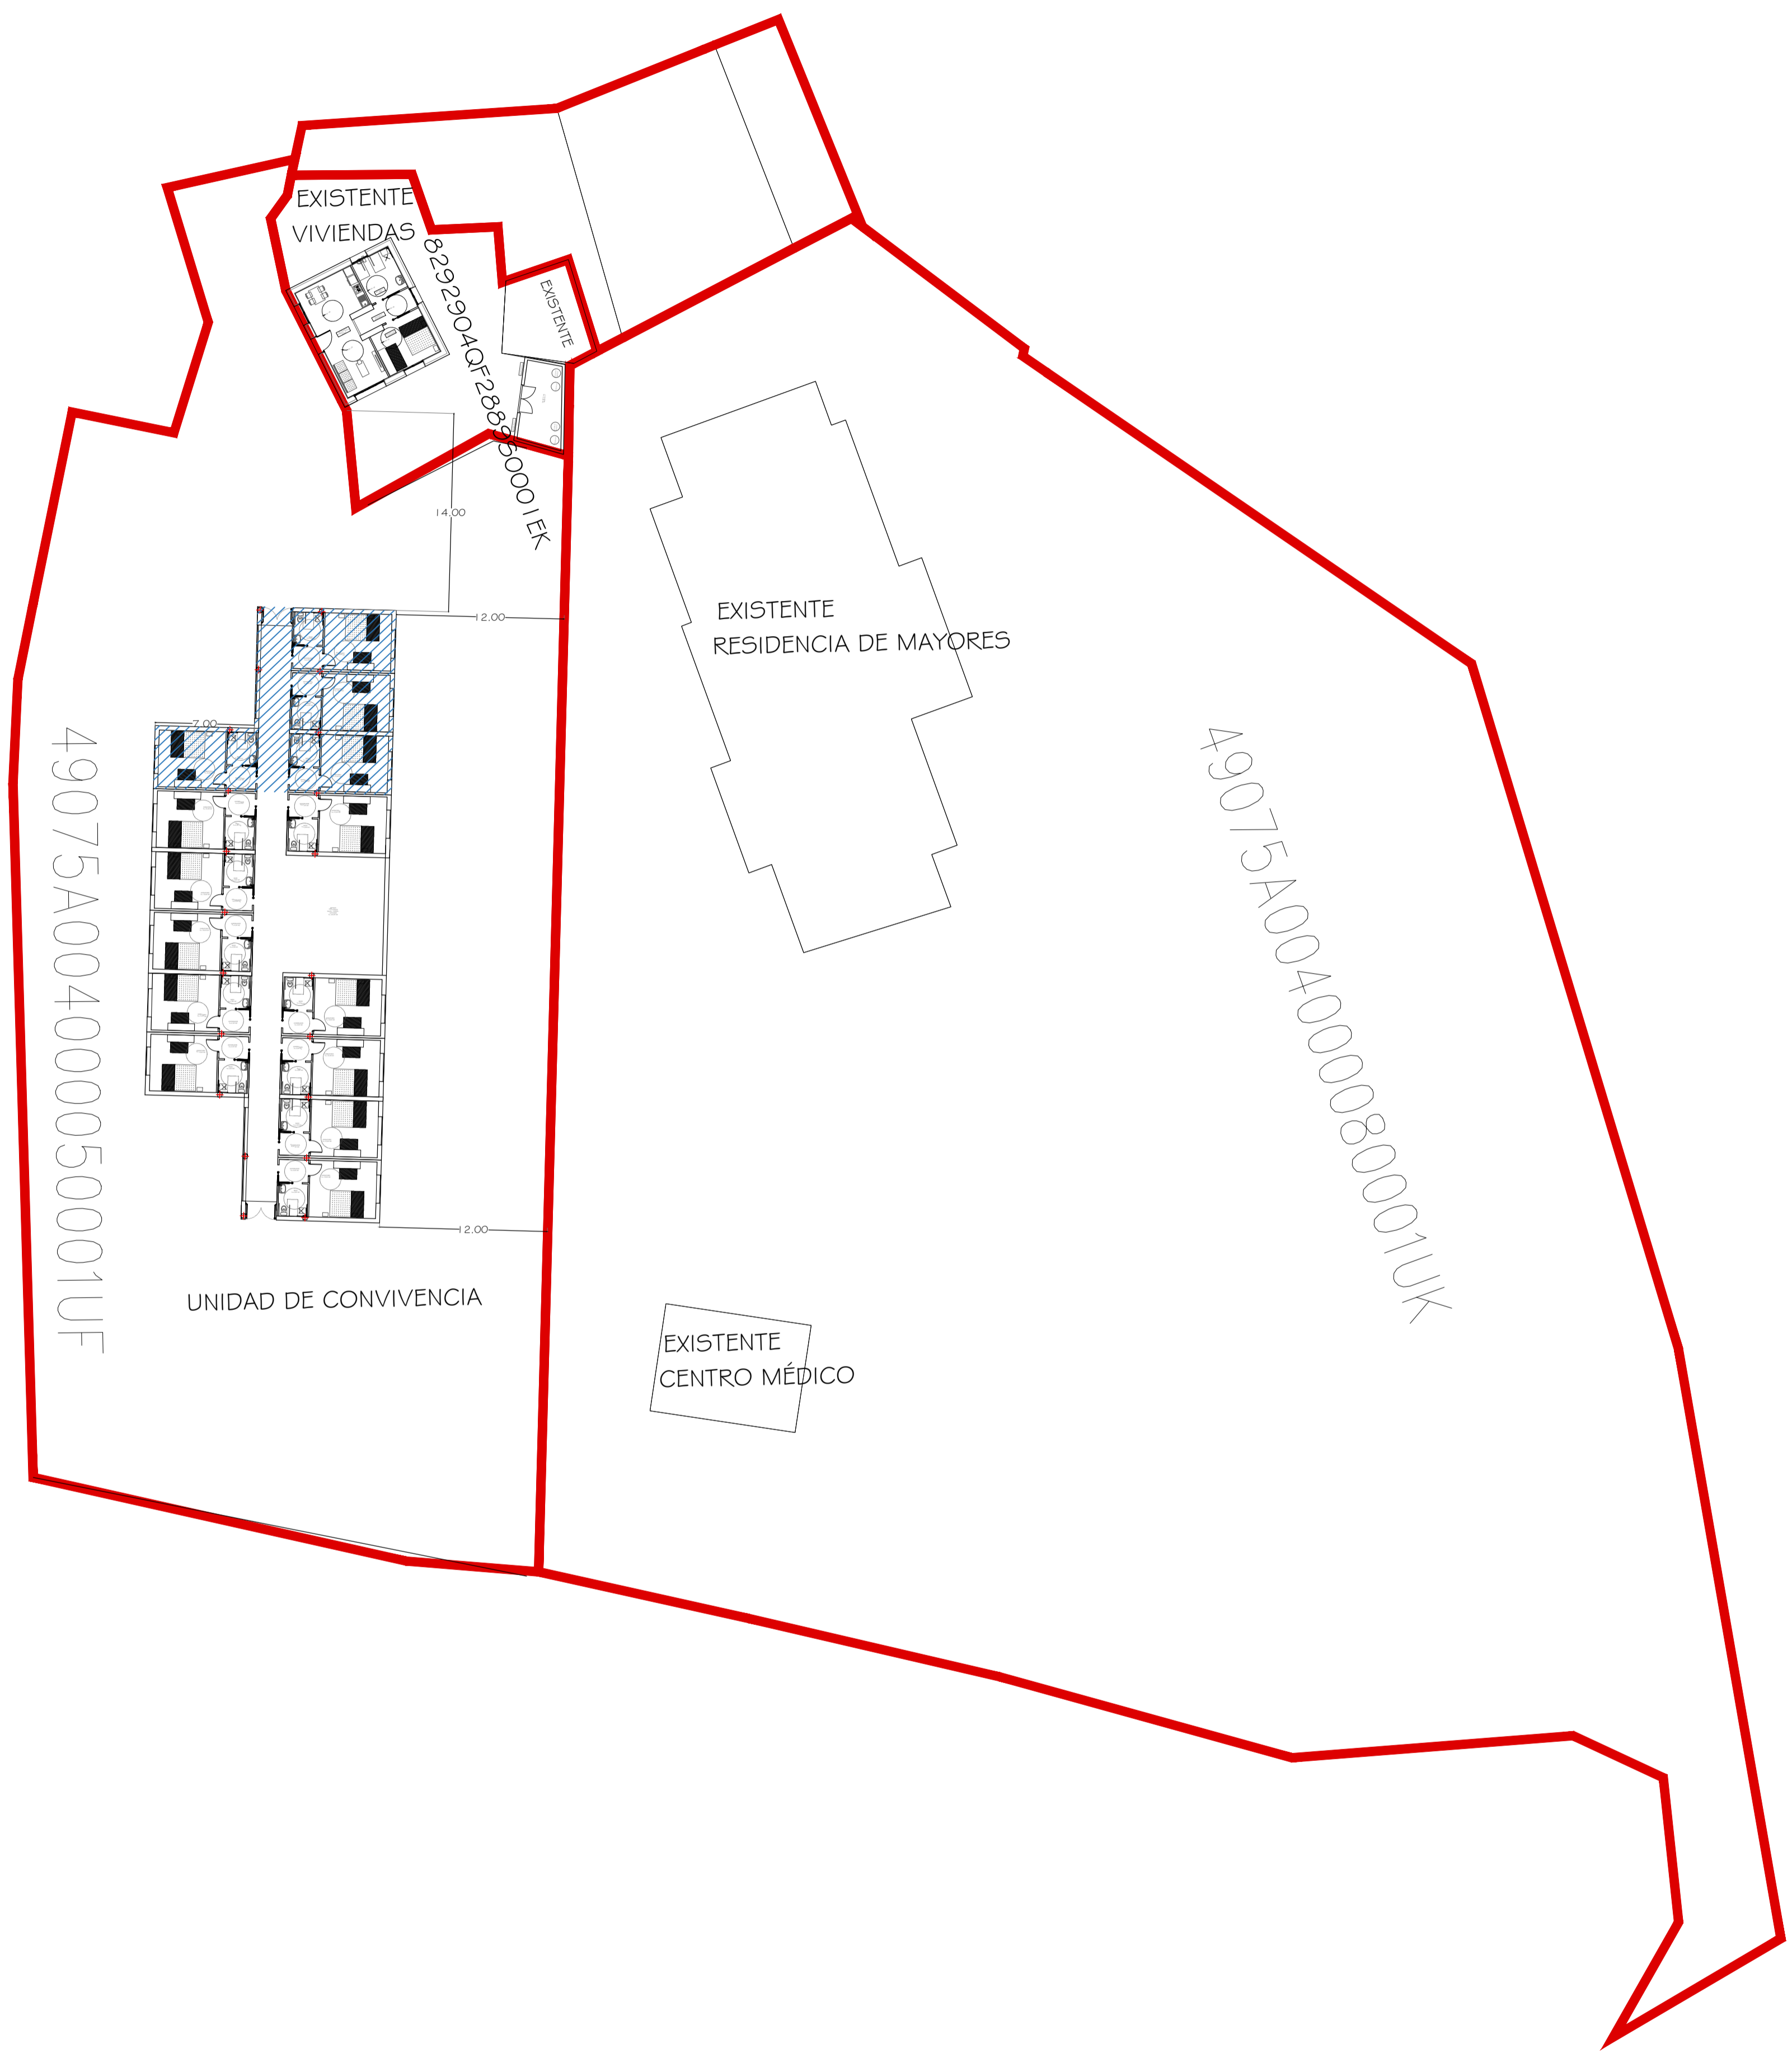 EXISTENTE
VIVIENDAS
8292904QF2889S0001EK
EXISTENTE
14.00
12.00
EXISTENTE
RESIDENCIA DE MAYORES
7.00
49075A004000050001UF
49075A004000080001UK
12.00
UNIDAD DE CONVIVENCIA
EXISTENTE
CENTRO MÉDICO